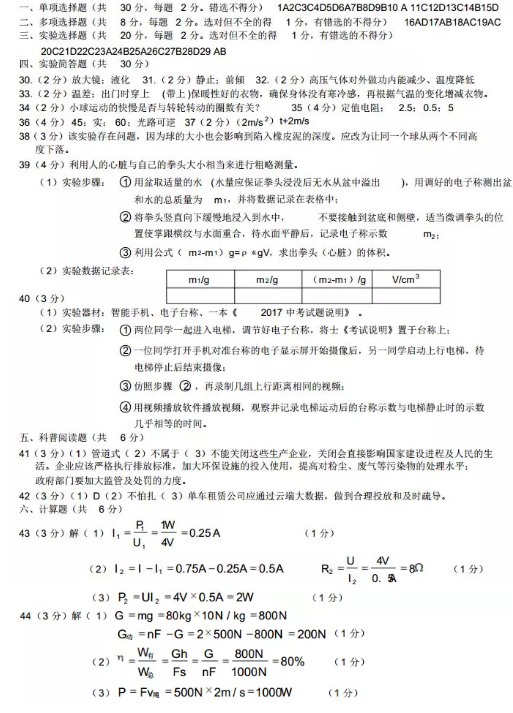 一、单项选择题（共 30分，每题 2分。错选不得分） 1A2C3C4D5D6A7B8D9B10 A 11C12D13C14B15D
二、多项选择题（共 8分，每题 2分。选对但不全的得 1分，有错选的不得分） 16AD17AB18AC19AC
三、实验选择题（共 20分，每题 2分。选对但不全的得 1分，有错选的不得分）
20C21D22C23A24B25A26C27B28D29 AB
四、实验简答题（共 30分）
30.（2分）放大镜；液化 31.（2分）静止；前倾 32.（2分）高压气体对外做功内能减少、温度降低
33.（2分）温差；出门时穿上 (带上)保暖性好的衣物，确保身体没有寒冷感，再根据气温的变化增减衣物。
34（2分）小球运动的快慢是否与转轮转动的圈数有关？ 35（4分）定值电阻； 2.5；0.5；5
36（4分）45；实；60；光路可逆 37（2分）(2m/s²）t+2m/s
38（3分）该实验存在问题，因为球的大小也会影响到陷入橡皮泥的深度。应改为让同一个球从两个不同高
度下落。
39（4分）利用人的心脏与自己的拳头大小相当来进行粗略测量。
（1）实验步骤： ①用盆取适量的水（水量应保证拳头浸没后无水从盆中溢出 ），用调好的电子称测出盆
和水的总质量为 m₁，并将数据记录在表格中；
②将拳头竖直向下缓慢地浸入到水中， 不要接触到盆底和侧壁，适当微调拳头的位
置使掌跟横纹与水面重合，待水面平静后，记录电子称示数 m₂；
③利用公式（ m₂-m₁）g=ρ水gV，求出拳头（心脏）的体积。
（2）实验数据记录表：
m₁/g m₂/g （m₂-m₁）/g V/cm³
40（3分）
（1）实验器材：智能手机、电子台称、一本《 2017 中考试题说明》 。
（2）实验步骤： ①两位同学一起进入电梯，调节好电子台称，将士《考试说明》置于台称上；
②一位同学打开手机对准台称的电子显示屏开始摄像后，另一同学启动上行电梯，待
电梯停止后结束摄像；
③仿照步骤 ②，再录制几组上行距离相同的视频；
④用视频播放软件播放视频，观察并记录电梯运动后的台称示数与电梯静止时的示数
几乎相等的时间。
五、科普阅读题（共 6分）
41（3分）（1）管道式（2）不属于（3）不能关闭这些生产企业，关闭会直接影响国家建设进程及人民的生
活。企业应该严格执行排放标准，加大环保设施的投入使用，提高对粉尘、废气等污染物的处理水平；
政府部门要加大监管及处罚的力度。
42（3分）（1）D（2）不怕扎（3）单车租赁公司应通过云端大数据，做到合理投放和及时疏导。
六、计算题（共 6分）
43（3分）解（1）I₁ = P₁/U₁ = 1W/4V = 0.25A （1分）
（2）I₂ = I − I₁ = 0.75A − 0.25A = 0.5A R₂ = U/I₂ = 4V/0.5A = 8Ω （1分）
（3）P₂ = UI₂ = 4V×0.5A = 2W （1分）
44（3分）解（1）G = mg = 80kg×10N / kg = 800N
G动 = nF − G = 2×500N − 800N = 200N （1分）
（2）η = W有/W总 = Gh/Fs = G/nF = 800N/1000N = 80% （1分）
（3）P = Fv绳 = 500N×2m / s = 1000W （1分）